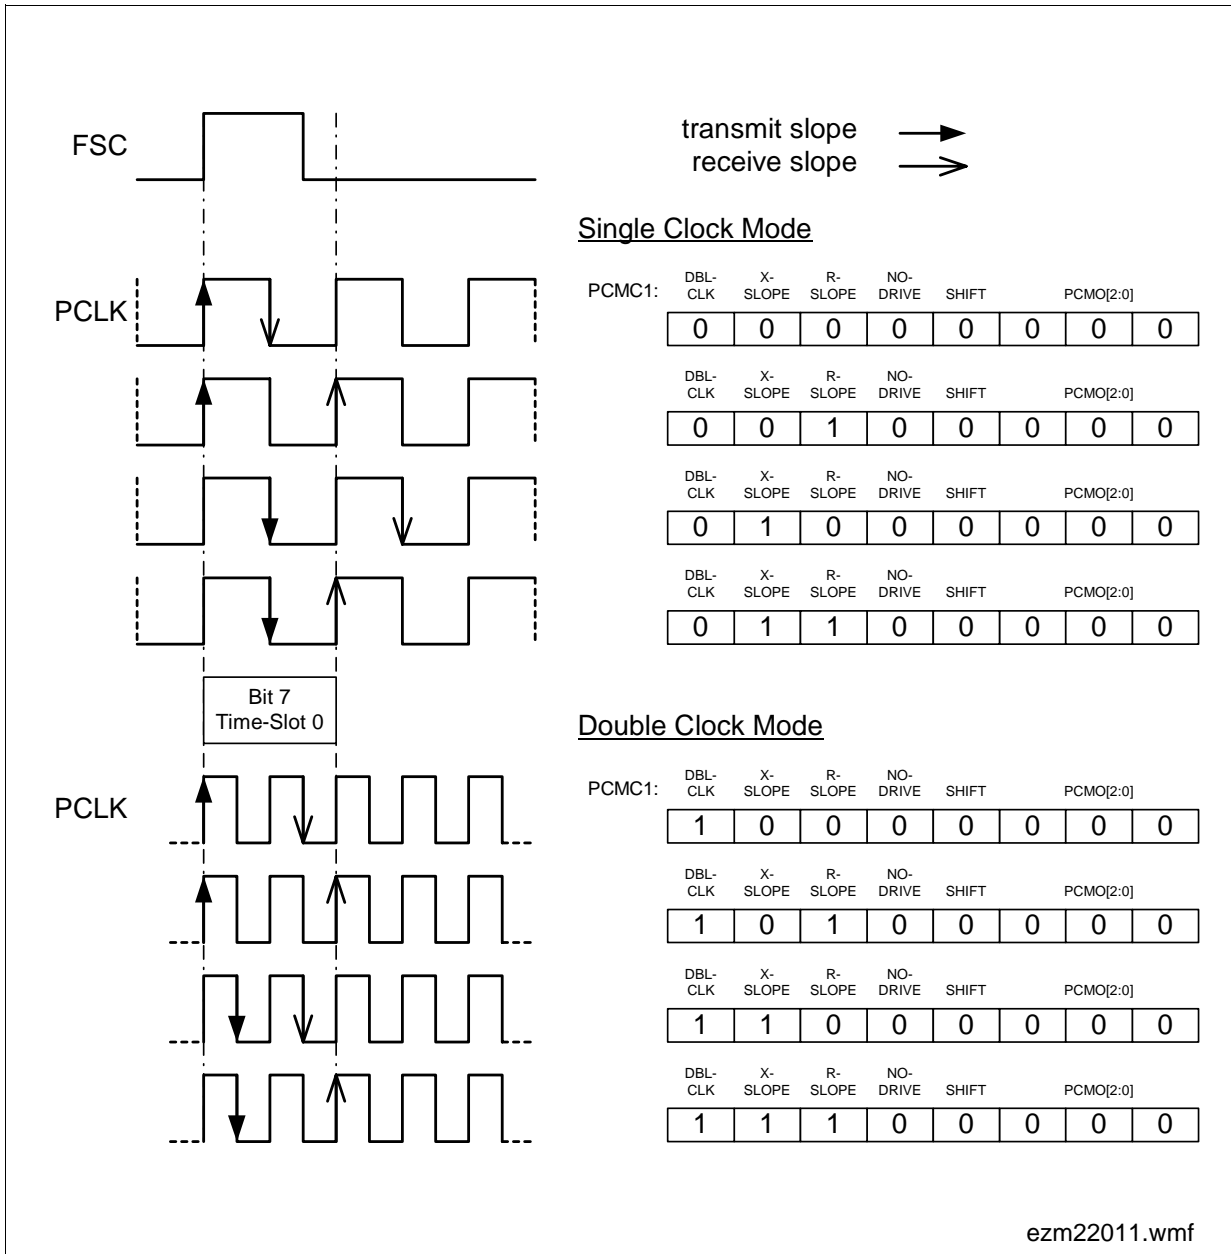 FSC
transmit slope
receive slope
Single Clock Mode
PCLK
PCMC1:
DBL-CLK X-SLOPE R-SLOPE NO-DRIVE SHIFT PCMO[2:0]
0 0 0 0 0 0 0 0
DBL-CLK X-SLOPE R-SLOPE NO-DRIVE SHIFT PCMO[2:0]
0 0 1 0 0 0 0 0
DBL-CLK X-SLOPE R-SLOPE NO-DRIVE SHIFT PCMO[2:0]
0 1 0 0 0 0 0 0
DBL-CLK X-SLOPE R-SLOPE NO-DRIVE SHIFT PCMO[2:0]
0 1 1 0 0 0 0 0
Bit 7
Time-Slot 0
Double Clock Mode
PCLK
PCMC1:
DBL-CLK X-SLOPE R-SLOPE NO-DRIVE SHIFT PCMO[2:0]
1 0 0 0 0 0 0 0
DBL-CLK X-SLOPE R-SLOPE NO-DRIVE SHIFT PCMO[2:0]
1 0 1 0 0 0 0 0
DBL-CLK X-SLOPE R-SLOPE NO-DRIVE SHIFT PCMO[2:0]
1 1 0 0 0 0 0 0
DBL-CLK X-SLOPE R-SLOPE NO-DRIVE SHIFT PCMO[2:0]
1 1 1 0 0 0 0 0
ezm22011.wmf